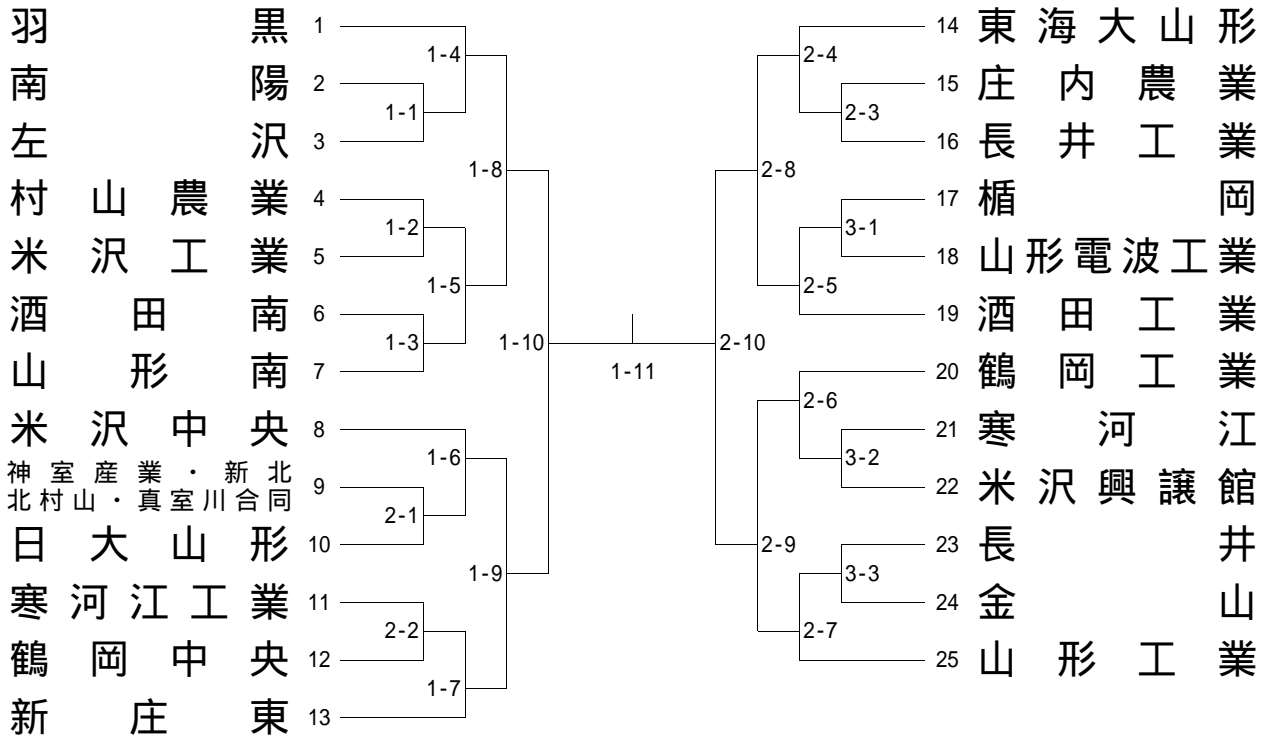 羽黒 1
南陽 2
左沢 3
村山農業 4
米沢工業 5
酒田南 6
山形南 7
米沢中央 8
神室産業・新北
北村山・真室川合同 9
日大山形 10
寒河江工業 11
鶴岡中央 12
新庄東 13
1-4
1-1
1-8
1-2
1-5
1-3
1-10
1-6
2-1
1-9
2-2
1-7
1-11
2-4
2-3
2-8
3-1
2-5
2-10
2-6
3-2
2-9
3-3
2-7
14 東海大山形
15 庄内農業
16 長井工業
17 楯岡
18 山形電波工業
19 酒田工業
20 鶴岡工業
21 寒河江
22 米沢興譲館
23 長井
24 金山
25 山形工業